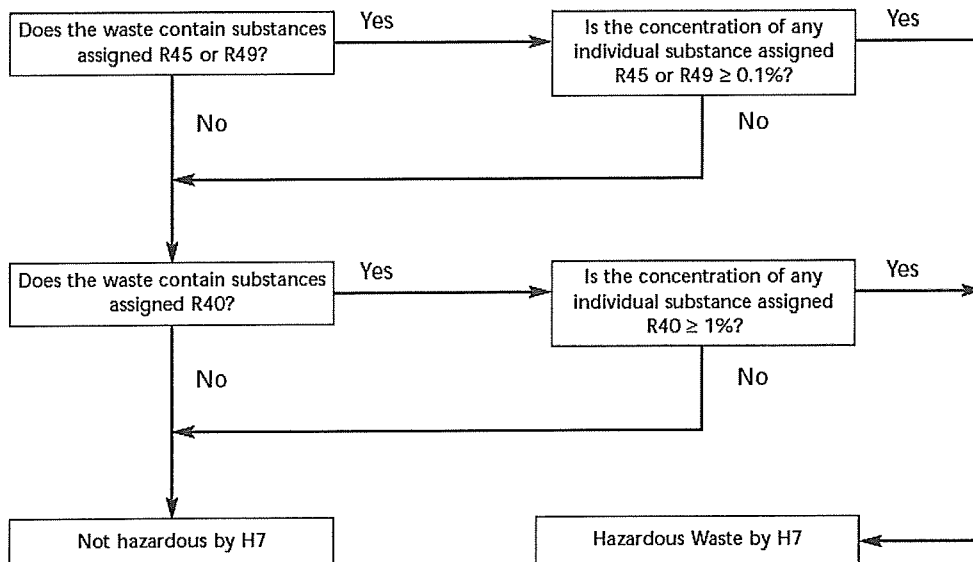 Does the waste contain substances
assigned R45 or R49?
Yes
Is the concentration of any
individual substance assigned
R45 or R49 ≥ 0.1%?
Yes
No
No
Does the waste contain substances
assigned R40?
Yes
Is the concentration of any
individual substance assigned
R40 ≥ 1%?
Yes
No
No
Not hazardous by H7
Hazardous Waste by H7